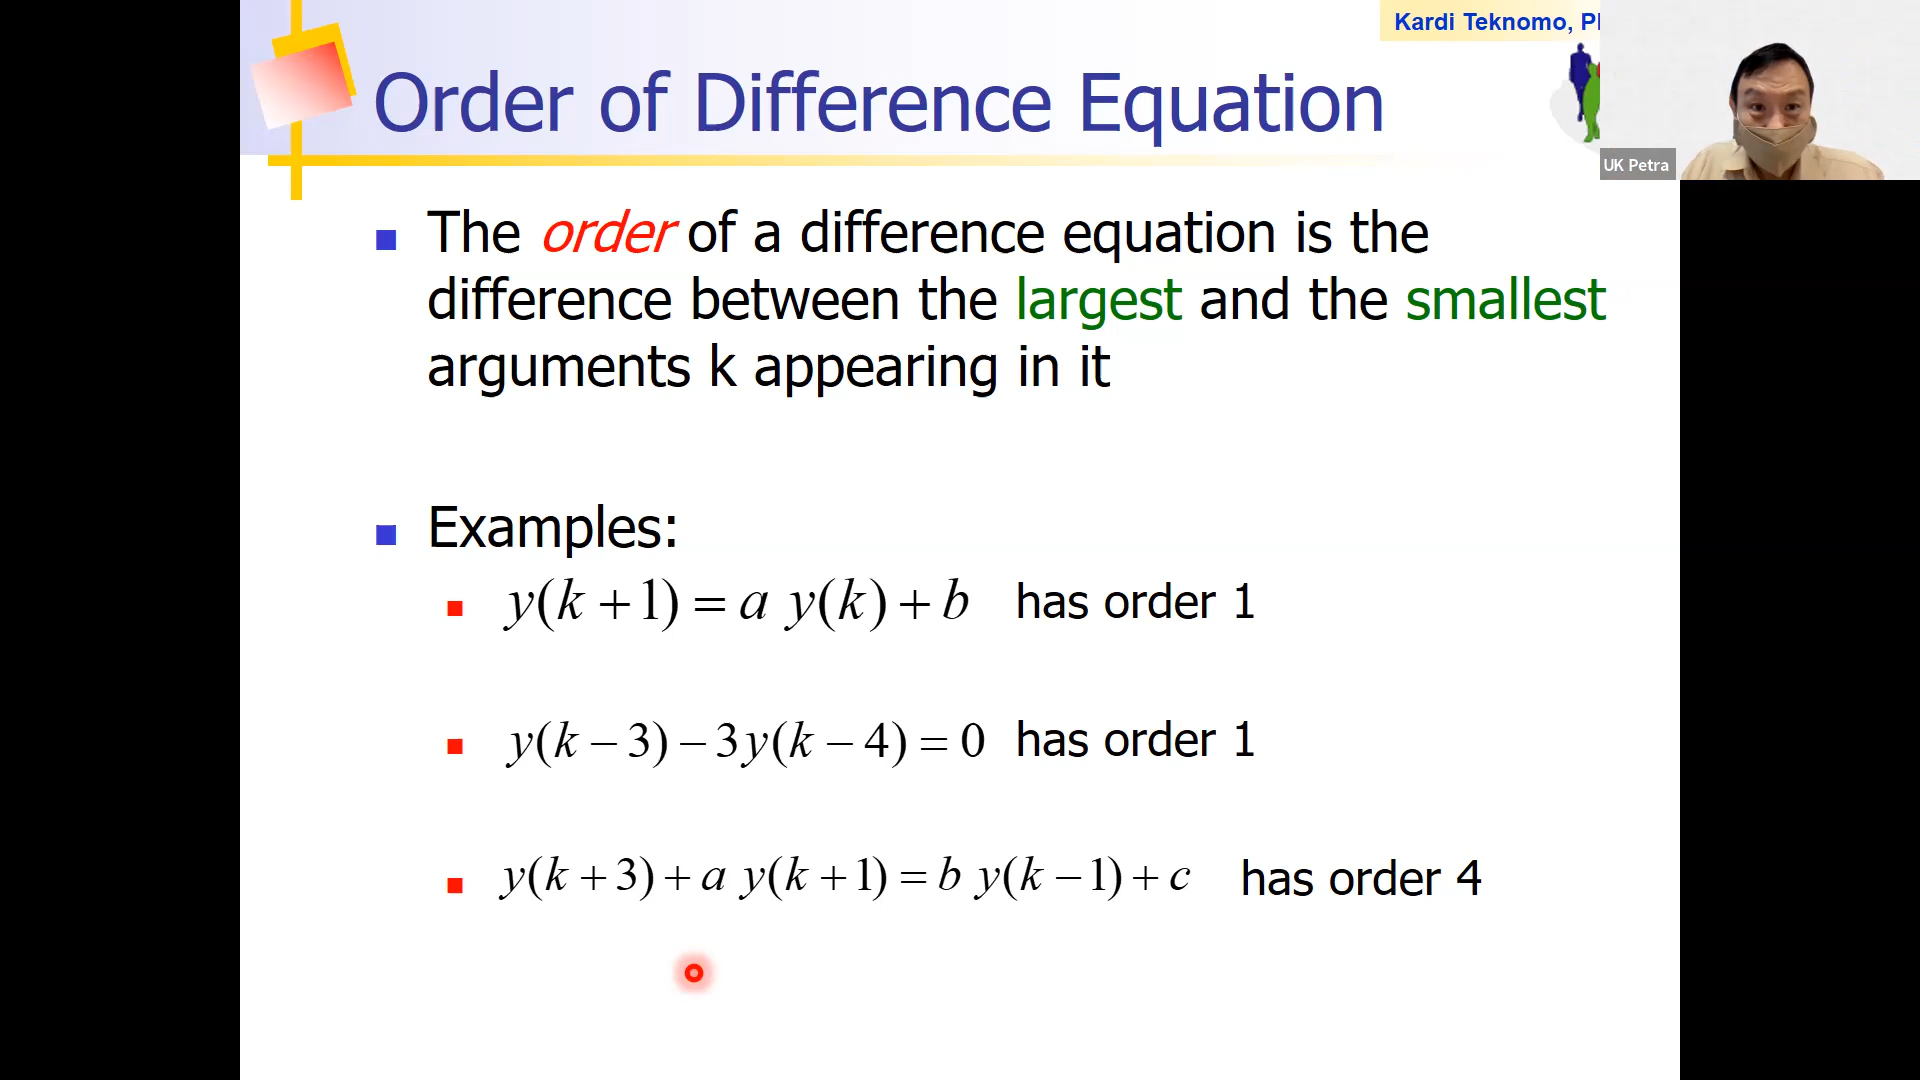 Kardi Teknomo, P
Order of Difference Equation
UK Petra
The order of a difference equation is the
difference between the largest and the smallest
arguments k appearing in it
Examples:
y(k+1) = a y(k) + b has order 1
y(k−3) − 3y(k−4) = 0 has order 1
y(k+3) + a y(k+1) = b y(k−1) + c has order 4